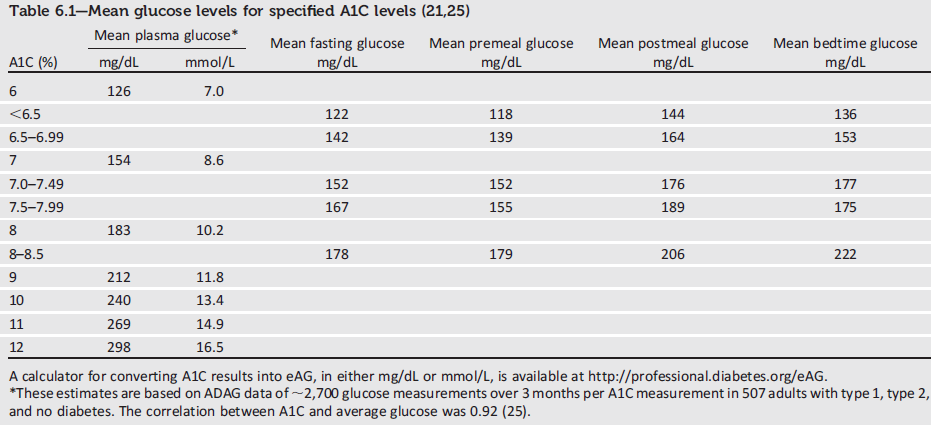 Table 6.1—Mean glucose levels for specified A1C levels (21,25)
Mean plasma glucose* Mean fasting glucose Mean premeal glucose Mean postmeal glucose Mean bedtime glucose
A1C (%) mg/dL mmol/L mg/dL mg/dL mg/dL mg/dL
6 126 7.0
<6.5 122 118 144 136
6.5–6.99 142 139 164 153
7 154 8.6
7.0–7.49 152 152 176 177
7.5–7.99 167 155 189 175
8 183 10.2
8–8.5 178 179 206 222
9 212 11.8
10 240 13.4
11 269 14.9
12 298 16.5
A calculator for converting A1C results into eAG, in either mg/dL or mmol/L, is available at http://professional.diabetes.org/eAG.
*These estimates are based on ADAG data of ~2,700 glucose measurements over 3 months per A1C measurement in 507 adults with type 1, type 2,
and no diabetes. The correlation between A1C and average glucose was 0.92 (25).